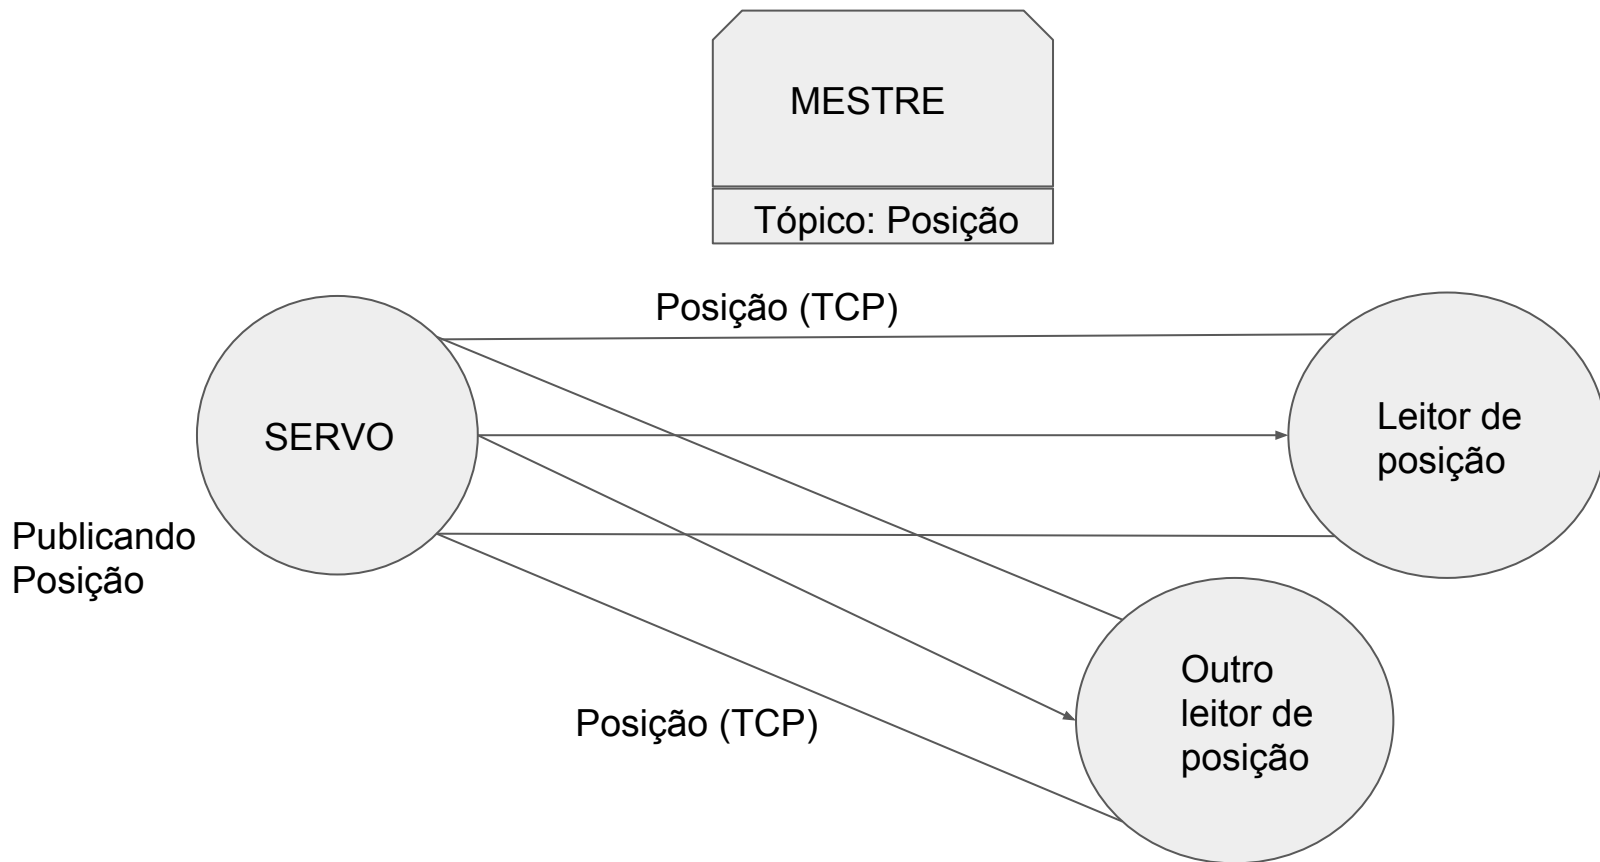 MESTRE
Tópico: Posição
Posição (TCP)
SERVO
Leitor de
posição
Publicando
Posição
Outro
leitor de
posição
Posição (TCP)